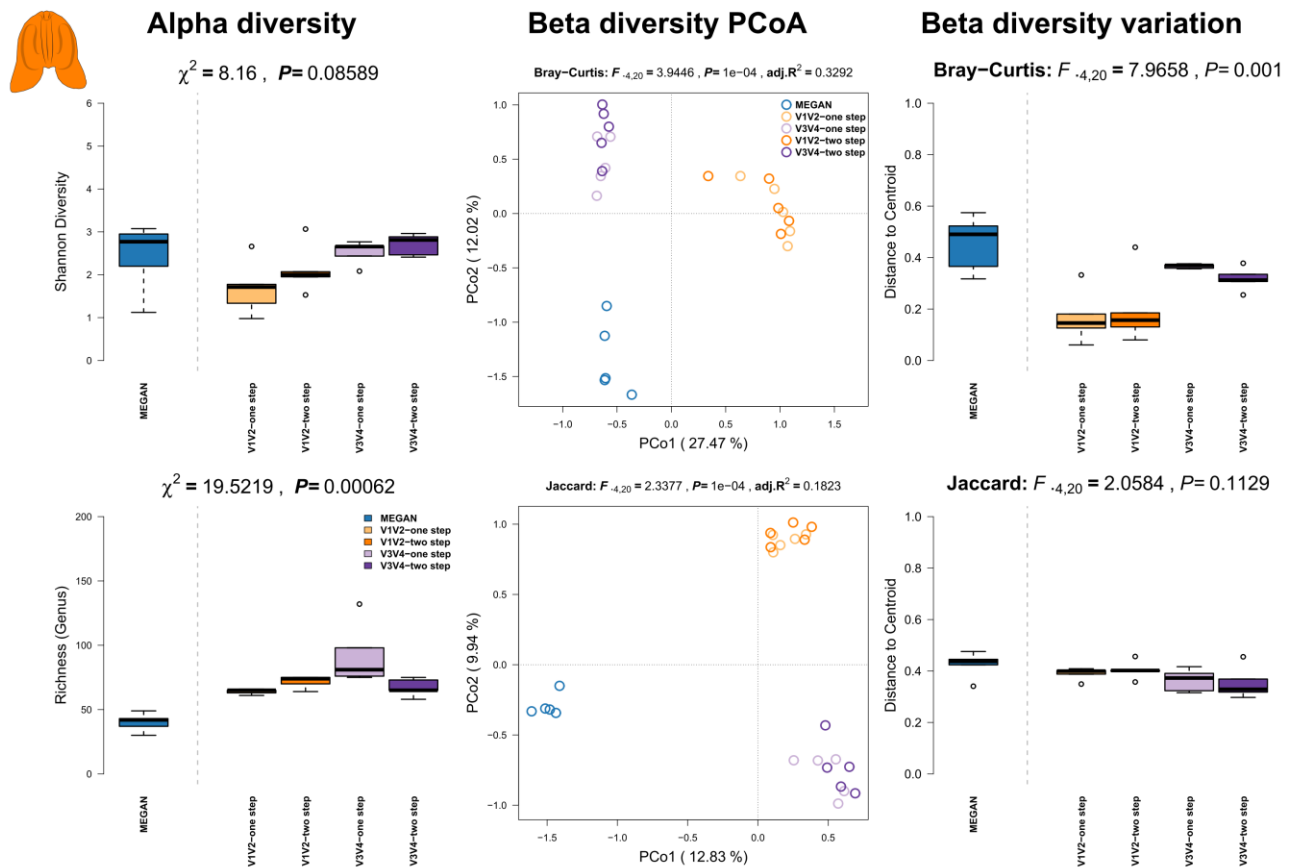 Alpha diversity
Beta diversity PCoA
Beta diversity variation
χ² = 8.16 , P= 0.08589
Shannon Diversity
6
5
4
3
2
1
0
MEGAN
V1V2−one step
V1V2−two step
V3V4−one step
V3V4−two step
Bray−Curtis: F -4,20 = 3.9446 , P= 1e−04 , adj.R² = 0.3292
MEGAN
V1V2−one step
V3V4−one step
V1V2−two step
V3V4−two step
PCo2 ( 12.02 %)
1.0
0.5
0.0
−0.5
−1.0
−1.5
−1.0
−0.5
0.0
0.5
1.0
1.5
PCo1 ( 27.47 %)
Bray−Curtis: F -4,20 = 7.9658 , P= 0.001
Distance to Centroid
1.0
0.8
0.6
0.4
0.2
0.0
MEGAN
V1V2−one step
V1V2−two step
V3V4−one step
V3V4−two step
χ² = 19.5219 , P= 0.00062
Richness (Genus)
200
150
100
50
0
MEGAN
V1V2−one step
V1V2−two step
V3V4−one step
V3V4−two step
MEGAN
V1V2−one step
V1V2−two step
V3V4−one step
V3V4−two step
Jaccard: F -4,20 = 2.3377 , P= 1e−04 , adj.R² = 0.1823
PCo2 ( 9.94 %)
1.0
0.5
0.0
−0.5
−1.0
−1.5
−1.0
−0.5
0.0
0.5
PCo1 ( 12.83 %)
Jaccard: F -4,20 = 2.0584 , P= 0.1129
Distance to Centroid
1.0
0.8
0.6
0.4
0.2
0.0
MEGAN
V1V2−one step
V1V2−two step
V3V4−one step
V3V4−two step